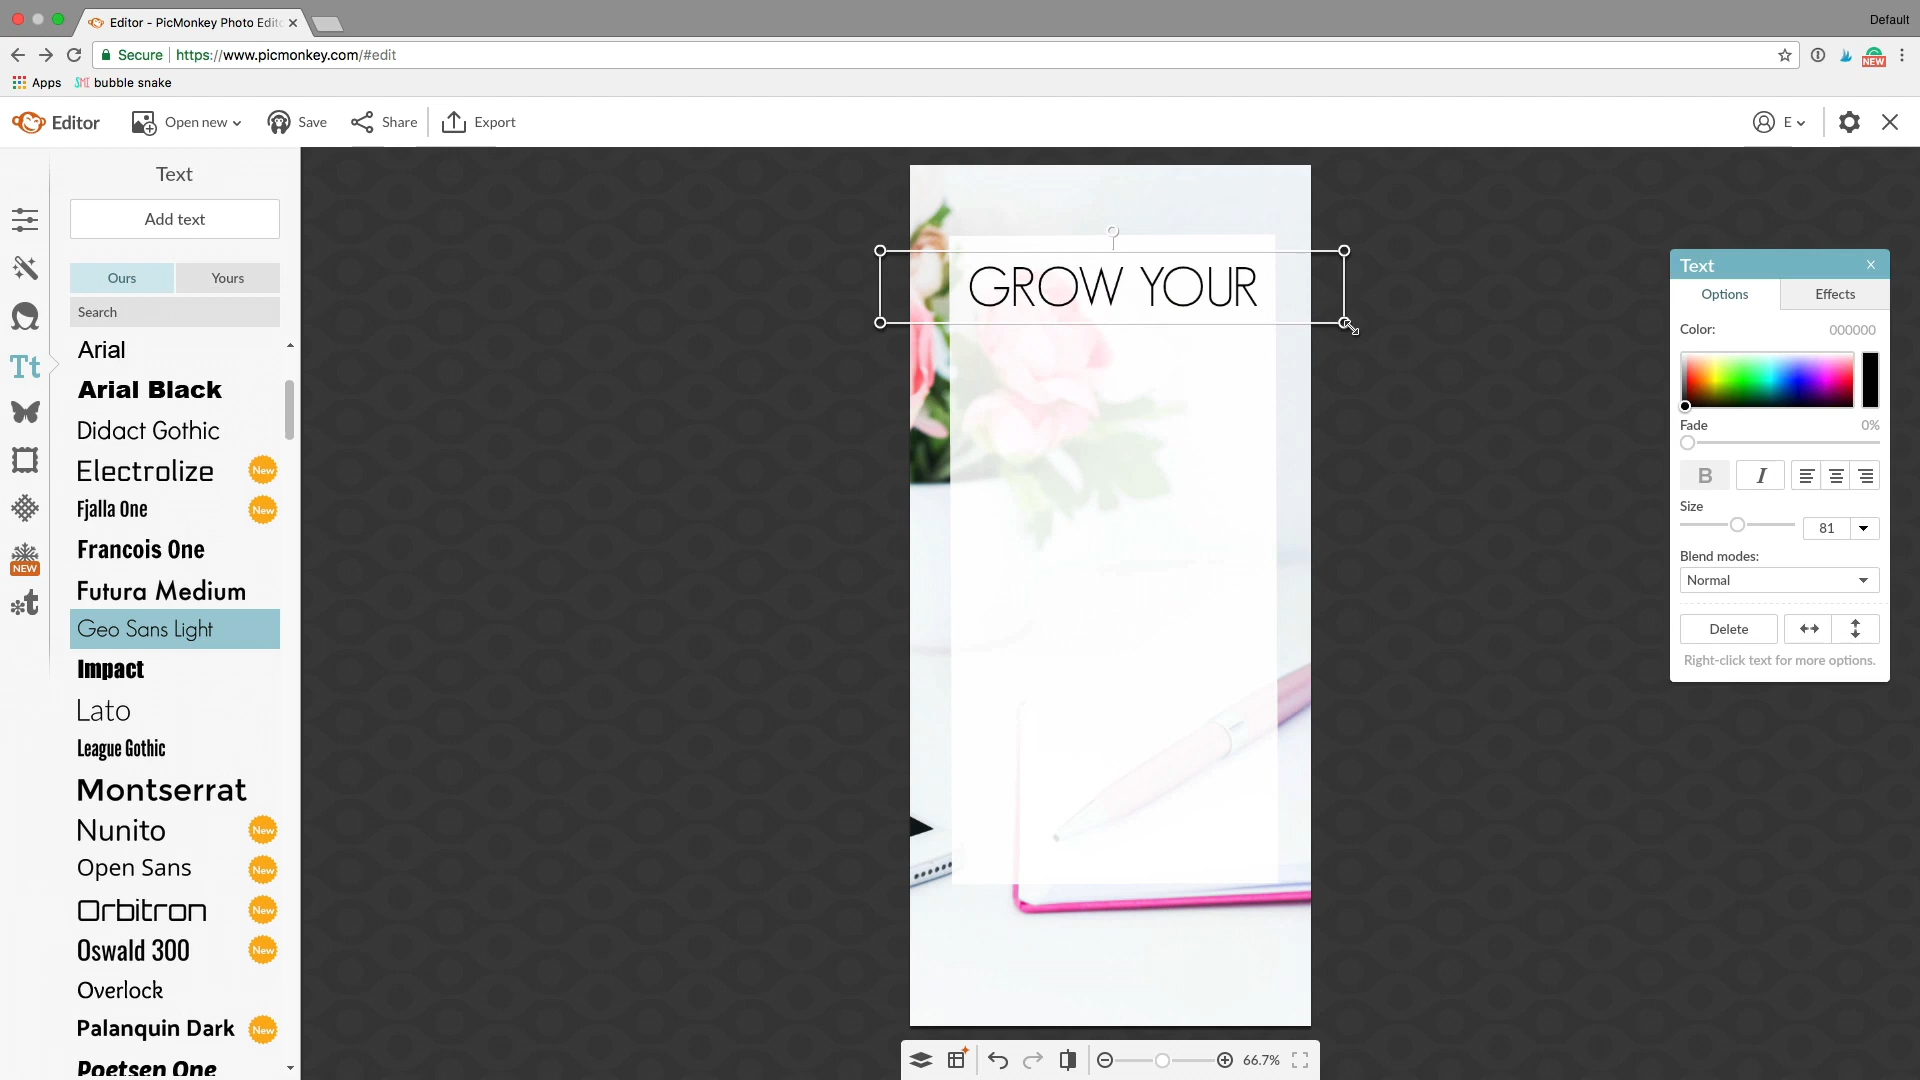 Default
Editor - PicMonkey Photo Edit
Secure https://www.picmonkey.com/#edit
NEW
Apps SMI bubble snake
Editor Open new Save Share Export E
Text
Add text
Ours Yours
Search
Arial
Arial Black
Didact Gothic
Electrolize New
Fjalla One New
Francois One
Futura Medium
Geo Sans Light
Impact
Lato
League Gothic
Montserrat
Nunito New
Open Sans New
Orbitron New
Oswald 300 New
Overlock
Palanquin Dark New
Poetsen One
Tt
NEW
t
GROW YOUR
Text
Options Effects
Color: 000000
Fade 0%
B I
Size
81
Blend modes:
Normal
Delete
Right-click text for more options.
66.7%